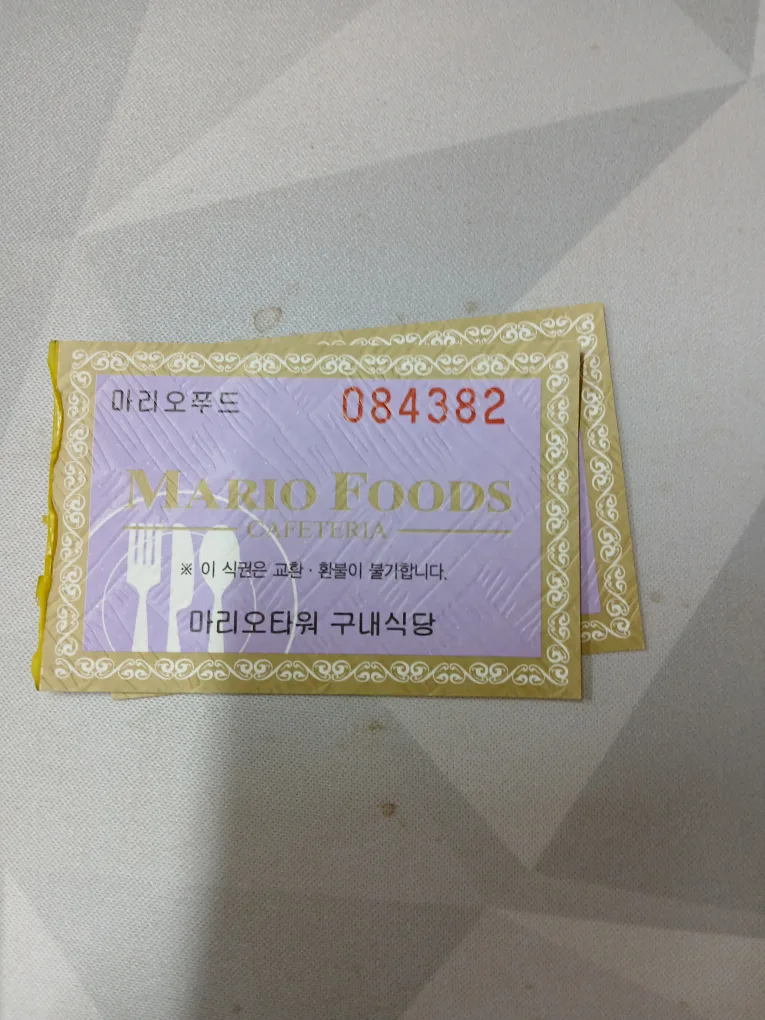 마리오푸드 084382
MARIO FOODS
CAFETERIA
※ 이 식권은 교환·환불이 불가합니다.
마리오타워 구내식당